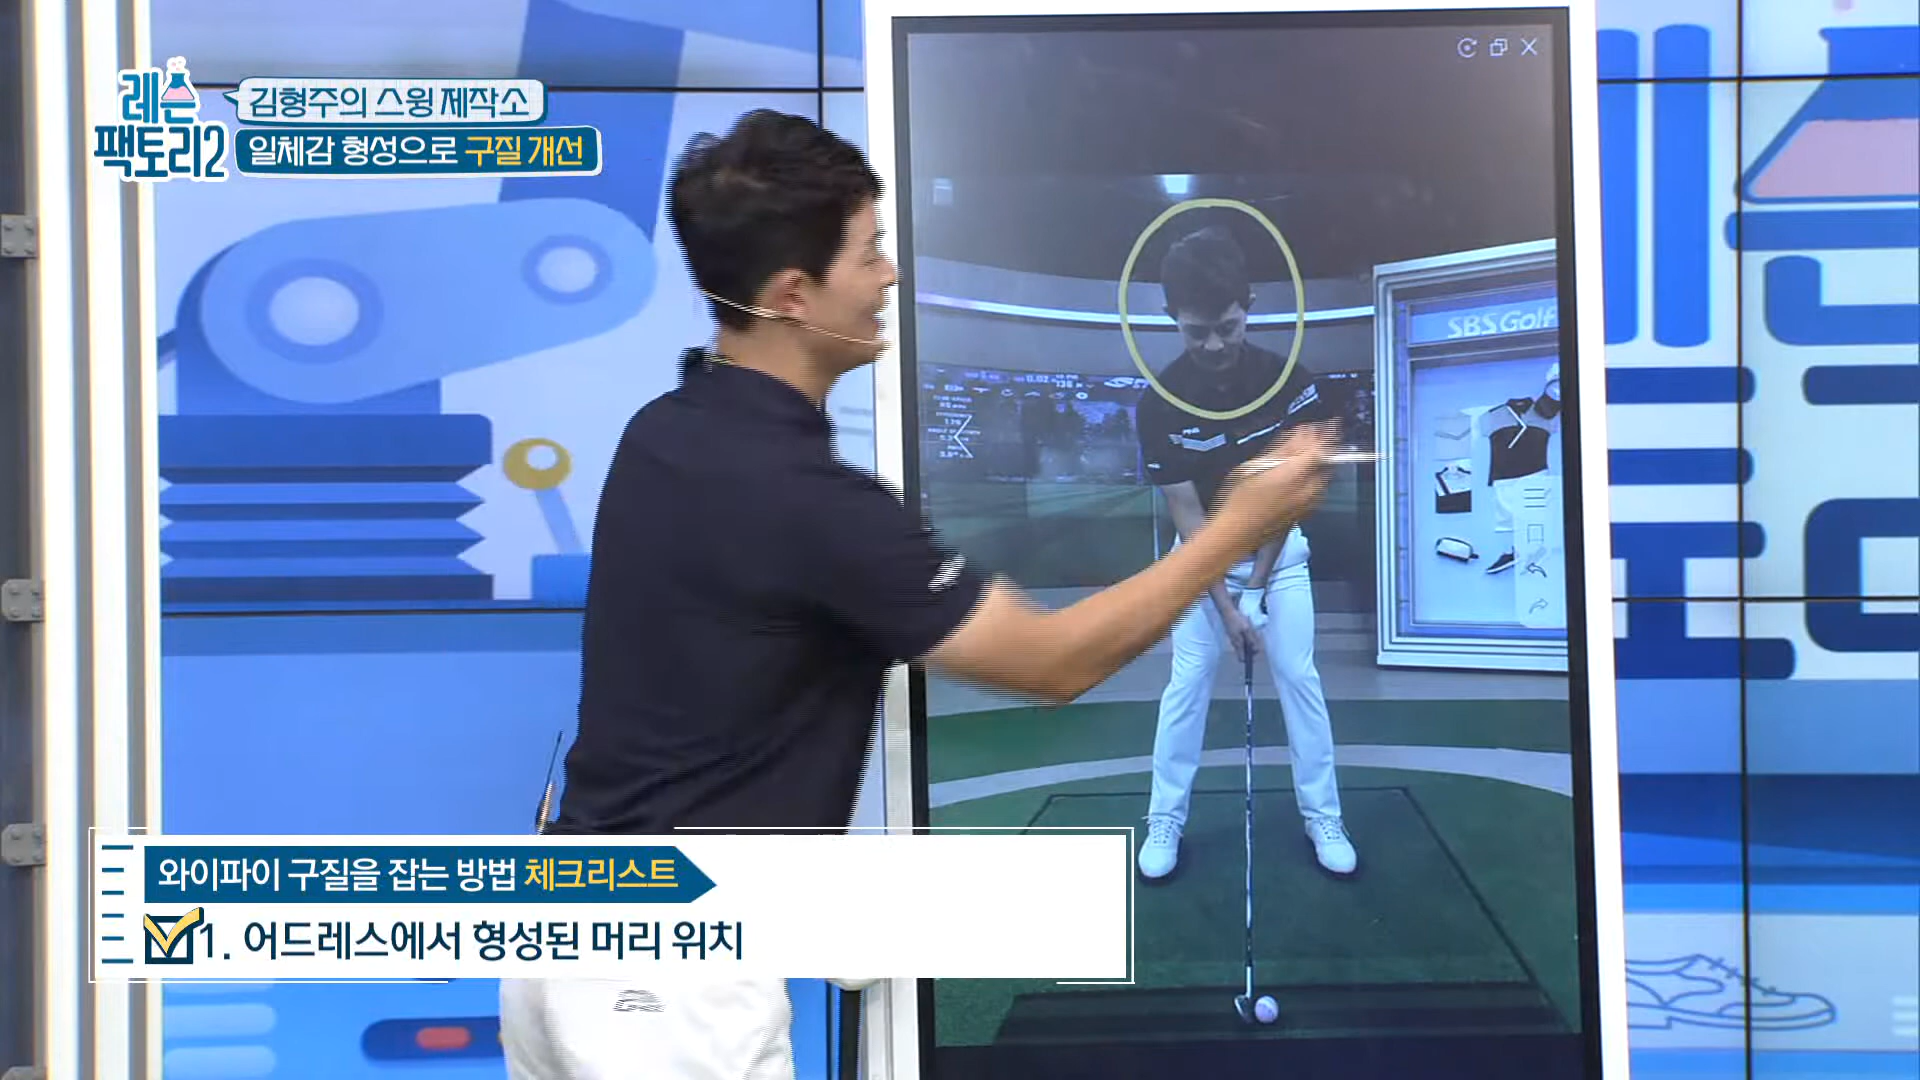 레슨
팩토리2
김형주의 스윙 제작소
일체감 형성으로 구질 개선
SBS Golf
PING
와이파이 구질을 잡는 방법 체크리스트
1. 어드레스에서 형성된 머리 위치